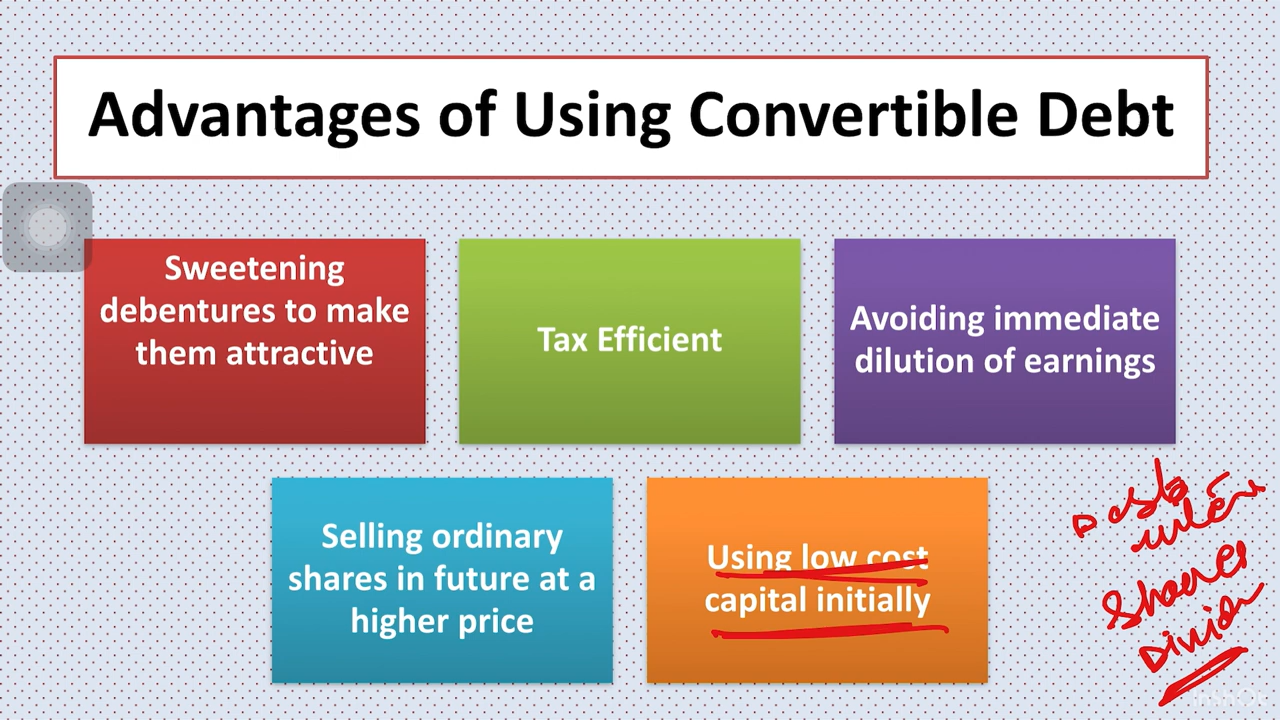 Advantages of Using Convertible Debt
Sweetening
debentures to make
them attractive
Tax Efficient
Avoiding immediate
dilution of earnings
Selling ordinary
shares in future at a
higher price
Using low cost
capital initially
Shares